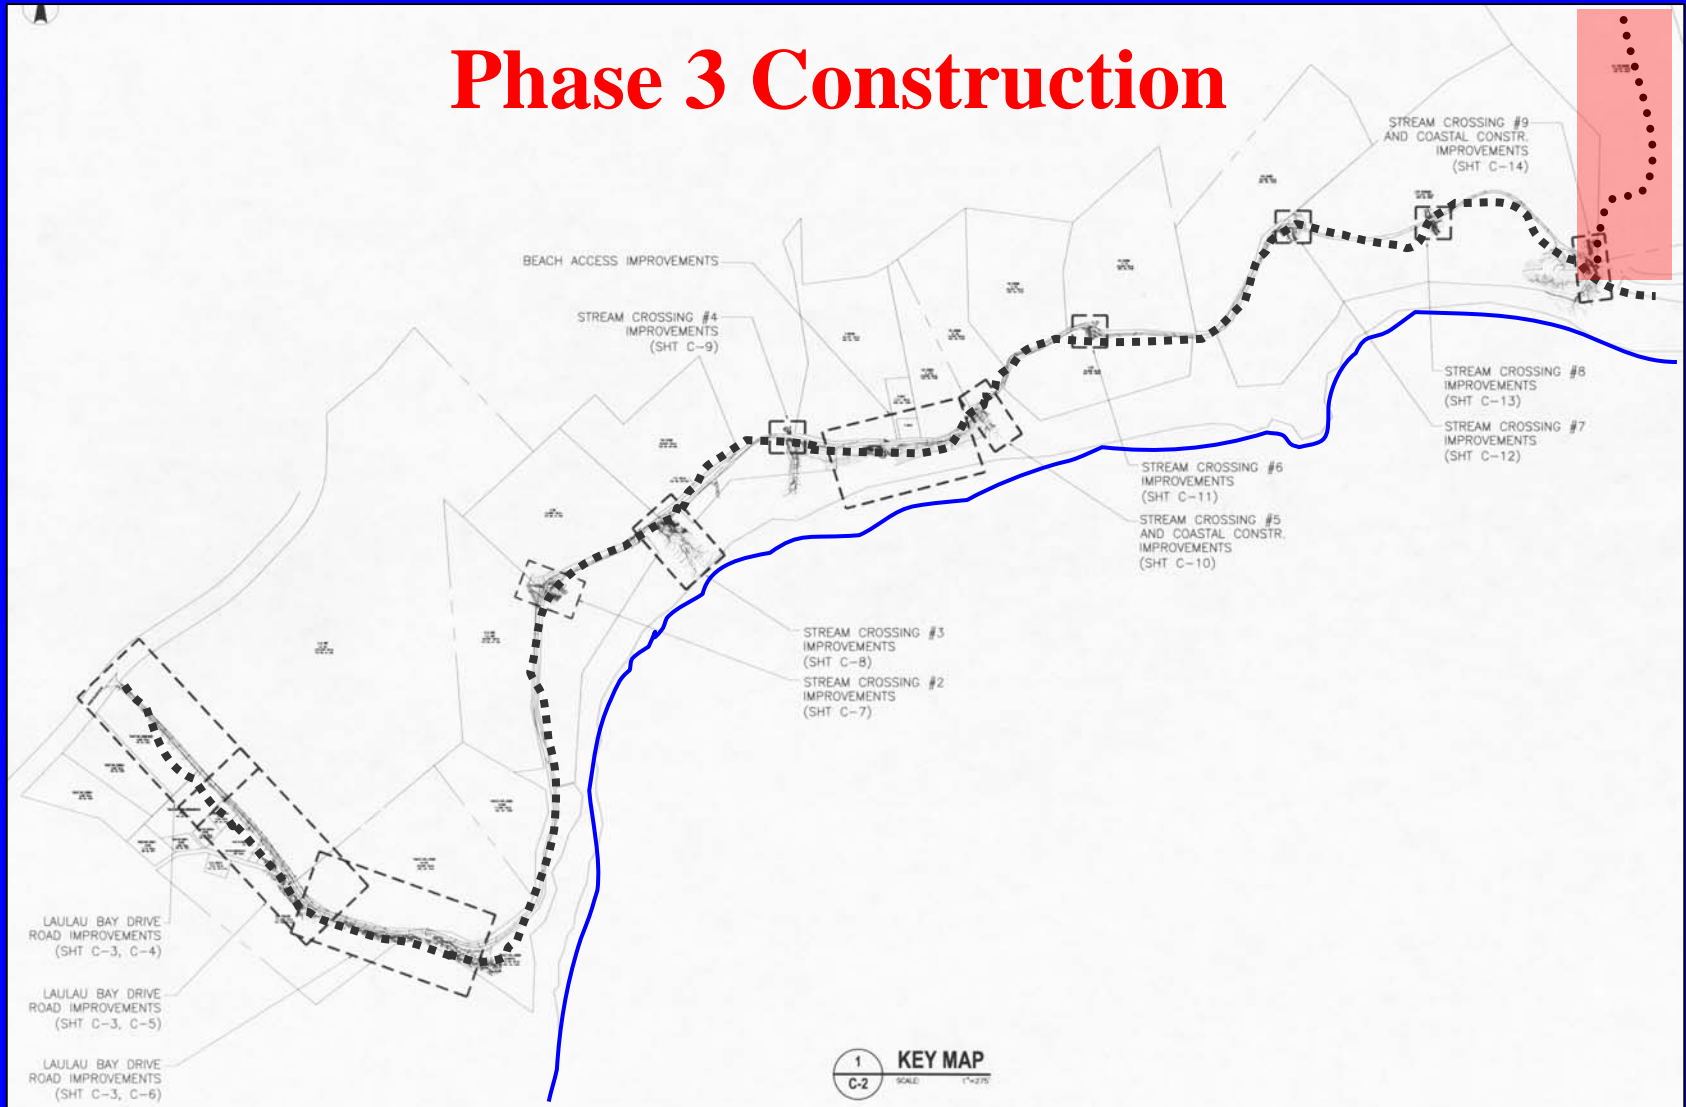 Phase 3 Construction
STREAM CROSSING #9
AND COASTAL CONSTR.
IMPROVEMENTS
(SHT C-14)
BEACH ACCESS IMPROVEMENTS
STREAM CROSSING #4
IMPROVEMENTS
(SHT C-9)
STREAM CROSSING #8
IMPROVEMENTS
(SHT C-13)
STREAM CROSSING #7
IMPROVEMENTS
(SHT C-12)
STREAM CROSSING #6
IMPROVEMENTS
(SHT C-11)
STREAM CROSSING #5
AND COASTAL CONSTR.
IMPROVEMENTS
(SHT C-10)
STREAM CROSSING #3
IMPROVEMENTS
(SHT C-8)
STREAM CROSSING #2
IMPROVEMENTS
(SHT C-7)
LAULAU BAY DRIVE
ROAD IMPROVEMENTS
(SHT C-3, C-4)
LAULAU BAY DRIVE
ROAD IMPROVEMENTS
(SHT C-3, C-5)
LAULAU BAY DRIVE
ROAD IMPROVEMENTS
(SHT C-3, C-6)
1
C-2
KEY MAP
SCALE: 1"=275'